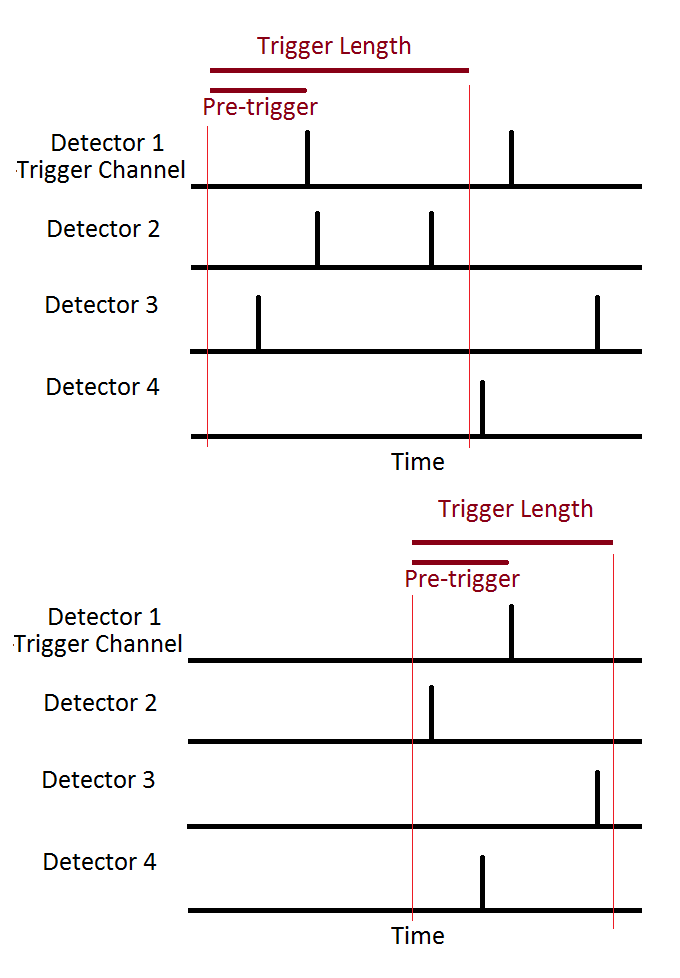 Trigger Length
Pre-trigger
Detector 1
Trigger Channel
Detector 2
Detector 3
Detector 4
Time
Trigger Length
Pre-trigger
Detector 1
Trigger Channel
Detector 2
Detector 3
Detector 4
Time